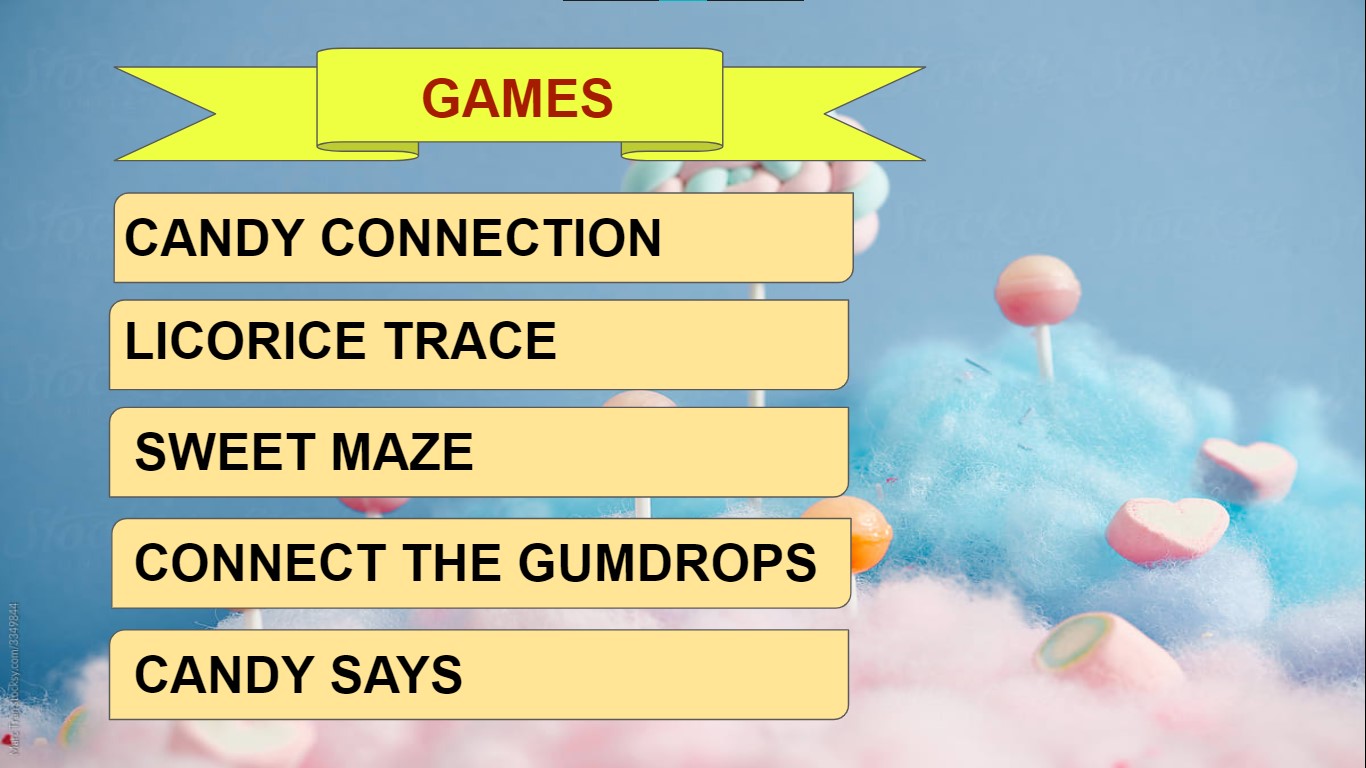 GAMES
CANDY CONNECTION
LICORICE TRACE
SWEET MAZE
CONNECT THE GUMDROPS
CANDY SAYS